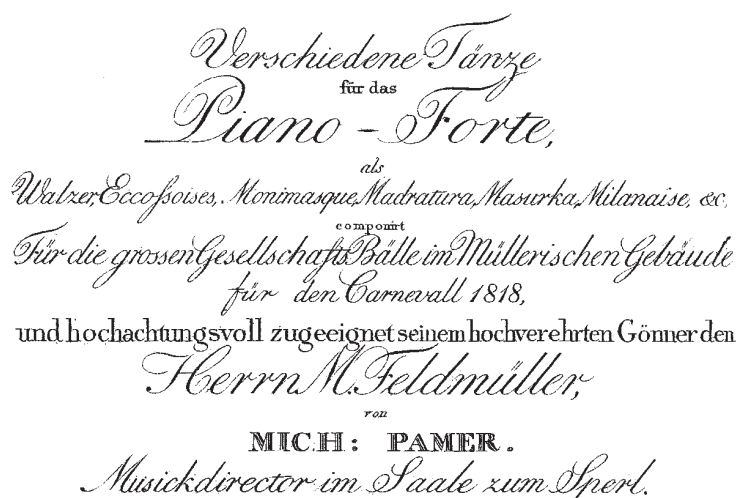 Verschiedene Tänze
für das
Piano - Forte,
als
Walzer, Eccoſsoises, Monimasque, Madratura, Masurka, Milanaise, &c,
componirt
Für die grossen Gesellschafts Bälle im Müllerischen Gebäude
für den Carnevall 1818,
und hochachtungsvoll zugeeignet seinem hochverehrten Gönner den
Herrn M. Feldmüller,
von
MICH: PAMER.
Musickdirector im Saale zum Sperl.